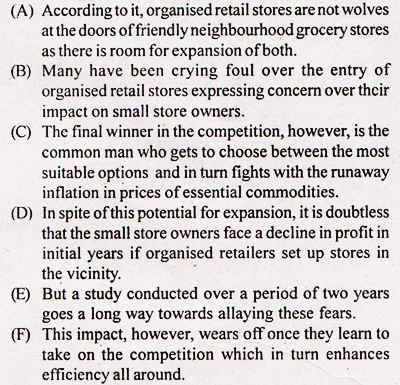 (A) According to it, organised retail stores are not wolves
at the doors of friendly neighbourhood grocery stores
as there is room for expansion of both.
(B) Many have been crying foul over the entry of
organised retail stores expressing concern over their
impact on small store owners.
(C) The final winner in the competition, however, is the
common man who gets to choose between the most
suitable options and in turn fights with the runaway
inflation in prices of essential commodities.
(D) In spite of this potential for expansion, it is doubtless
that the small store owners face a decline in profit in
initial years if organised retailers set up stores in
the vicinity.
(E) But a study conducted over a period of two years
goes a long way towards allaying these fears.
(F) This impact, however, wears off once they learn to
take on the competition which in turn enhances
efficiency all around.